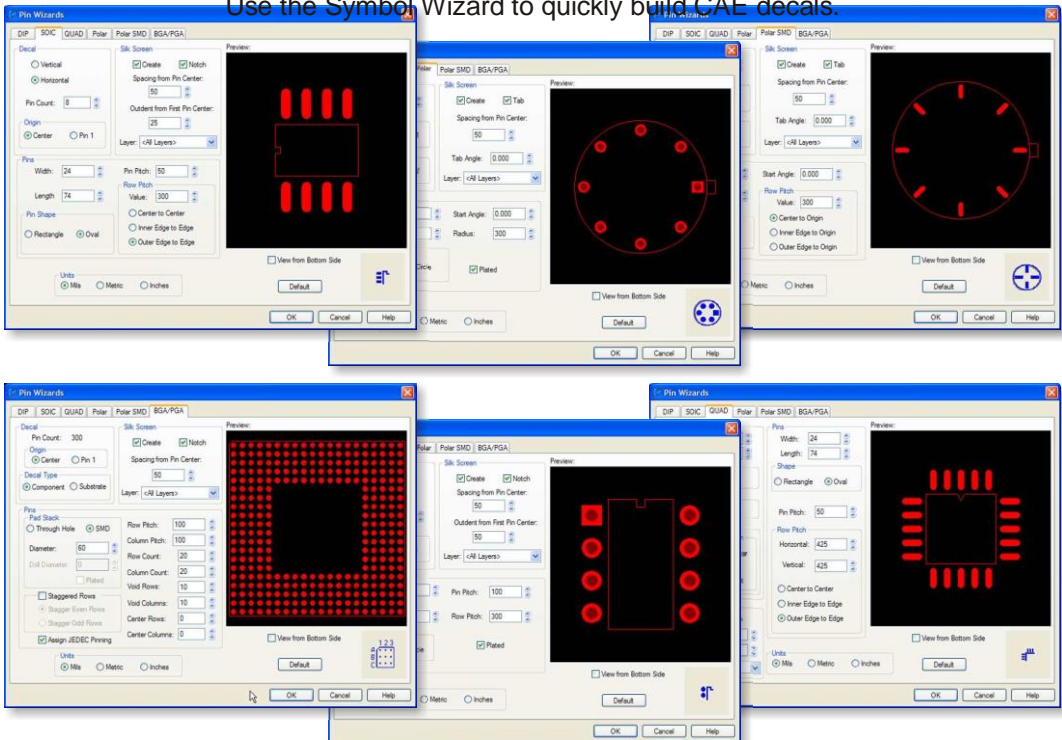 Use the Symbol Wizard to quickly build CAE decals.
Pin Wizards
DIP SOIC QUAD Polar Polar SMD BGA/PGA
Decal
Vertical
Horizontal
Pin Count: 8
Origin
Center Pin 1
Pins
Width: 24
Length 74
Pin Shape
Rectangle Oval
Silk Screen
Create Notch
Spacing from Pin Center:
50
Outdent from First Pin Center:
25
Layer: <All Layers>
Pin Pitch: 50
Row Pitch
Value: 300
Center to Center
Inner Edge to Edge
Outer Edge to Edge
Units
Mils Metric Inches
Preview:
View from Bottom Side
Default
OK Cancel Help
Polar Polar SMD BGA/PGA
Silk Screen
Create Tab
Spacing from Pin Center:
50
Tab Angle: 0.000
Layer: <All Layers>
Start Angle: 0.000
Radius: 300
Circle
Plated
Metric Inches
Preview:
View from Bottom Side
Default
OK Cancel Help
Pin Wizards
DIP SOIC QUAD Polar Polar SMD BGA/PGA
Silk Screen
Create Tab
Spacing from Pin Center:
50
Tab Angle: 0.000
Layer: <All Layers>
Start Angle: 0.000
Row Pitch
Value: 300
Center to Origin
Inner Edge to Origin
Outer Edge to Origin
Metric Inches
Preview:
View from Bottom Side
Default
OK Cancel Help
Pin Wizards
DIP SOIC QUAD Polar Polar SMD BGA/PGA
Decal
Pin Count: 300
Origin
Center Pin 1
Decal Type
Component Substrate
Silk Screen
Create Notch
Spacing from Pin Center:
50
Layer: <All Layers>
Pins
Pad Stack
Through Hole SMD
Diameter: 60
Drill Diameter: 0
Plated
Staggered Rows
Stagger Even Rows
Stagger Odd Rows
Assign JEDEC Pinning
Row Pitch: 100
Column Pitch: 100
Row Count: 20
Column Count: 20
Void Rows: 10
Void Columns: 10
Center Rows: 0
Center Columns: 0
Units
Mils Metric Inches
Preview:
View from Bottom Side
1 2 3
A
B
C
Default
OK Cancel Help
Polar Polar SMD BGA/PGA
Silk Screen
Create Notch
Spacing from Pin Center:
50
Outdent from First Pin Center:
50
Layer: <All Layers>
Pin Pitch: 100
Row Pitch: 300
Plated
Metric Inches
Preview:
View from Bottom Side
Default
OK Cancel Help
Pin Wizards
DIP SOIC QUAD Polar Polar SMD BGA/PGA
Pins
Width: 24
Length: 74
Shape
Rectangle Oval
Pin Pitch: 50
Row Pitch
Horizontal: 425
Vertical: 425
Center to Center
Inner Edge to Edge
Outer Edge to Edge
Units
Mils Metric Inches
Preview:
View from Bottom Side
Default
OK Cancel Help